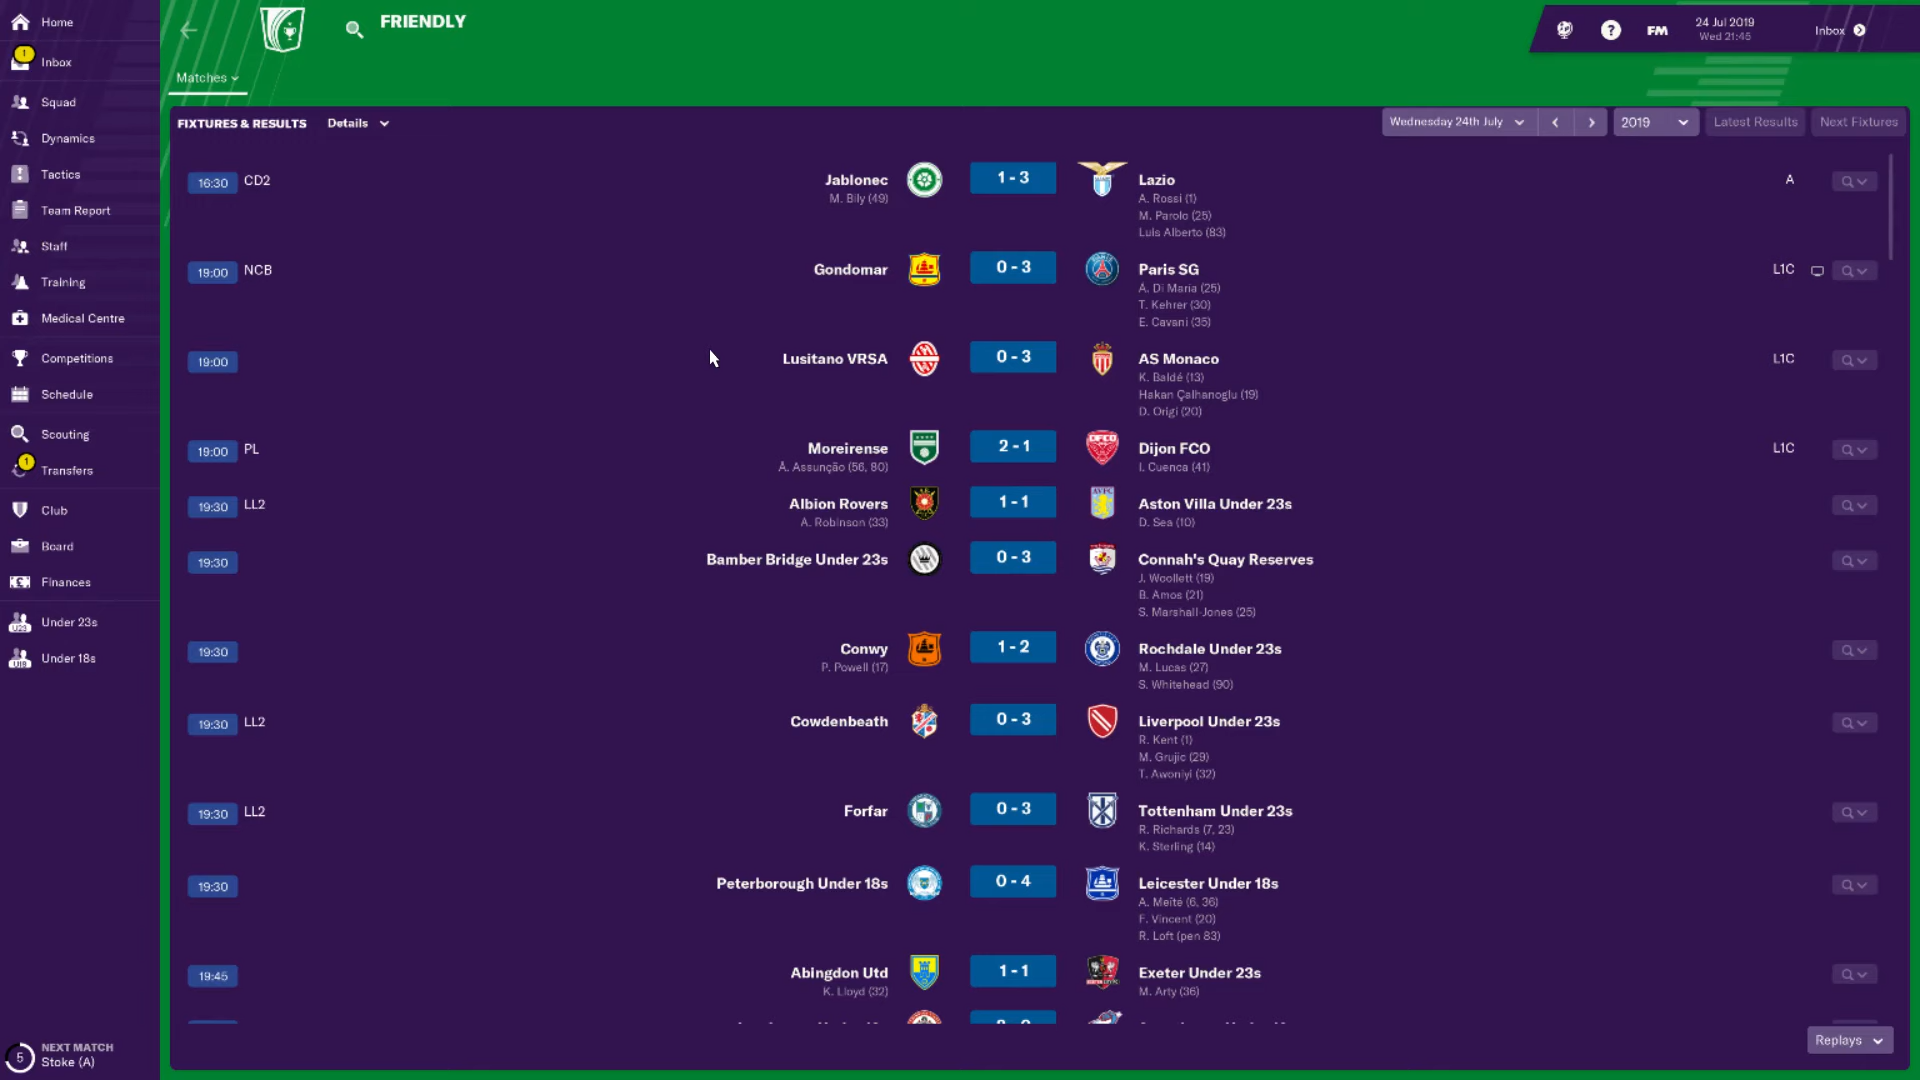 Home
1
Inbox
Squad
Dynamics
Tactics
Team Report
Staff
Training
Medical Centre
Competitions
Schedule
Scouting
1
Transfers
Club
Board
Finances
Under 23s
Under 18s
5
NEXT MATCH
Stoke (A)
FRIENDLY
? FM 24 Jul 2019
Wed 21:45
Inbox
Matches
FIXTURES & RESULTS Details Wednesday 24th July 2019 Latest Results Next Fixtures
16:30 CD2 Jablonec 1 - 3 Lazio A
M. Bily (49) A. Rossi (1)
M. Parolo (25)
Luis Alberto (83)
19:00 NCB Gondomar 0 - 3 Paris SG L1C
Á. Di María (25)
T. Kehrer (30)
E. Cavani (35)
19:00 Lusitano VRSA 0 - 3 AS Monaco L1C
K. Baldé (13)
Hakan Çalhanoglu (19)
D. Origi (20)
19:00 PL Moreirense 2 - 1 Dijon FCO L1C
Á. Assunção (56, 80) I. Cuenca (41)
19:30 LL2 Albion Rovers 1 - 1 Aston Villa Under 23s
A. Robinson (33) D. Sea (10)
19:30 Bamber Bridge Under 23s 0 - 3 Connah's Quay Reserves
J. Woollett (19)
B. Amos (21)
S. Marshall-Jones (25)
19:30 Conwy 1 - 2 Rochdale Under 23s
P. Powell (17) M. Lucas (27)
S. Whitehead (90)
19:30 LL2 Cowdenbeath 0 - 3 Liverpool Under 23s
R. Kent (1)
M. Grujic (29)
T. Awoniyi (32)
19:30 LL2 Forfar 0 - 3 Tottenham Under 23s
R. Richards (7, 23)
K. Sterling (14)
19:30 Peterborough Under 18s 0 - 4 Leicester Under 18s
A. Meïté (6, 36)
F. Vincent (20)
R. Loft (pen 83)
19:45 Abingdon Utd 1 - 1 Exeter Under 23s
K. Lloyd (32) M. Arty (36)
Replays